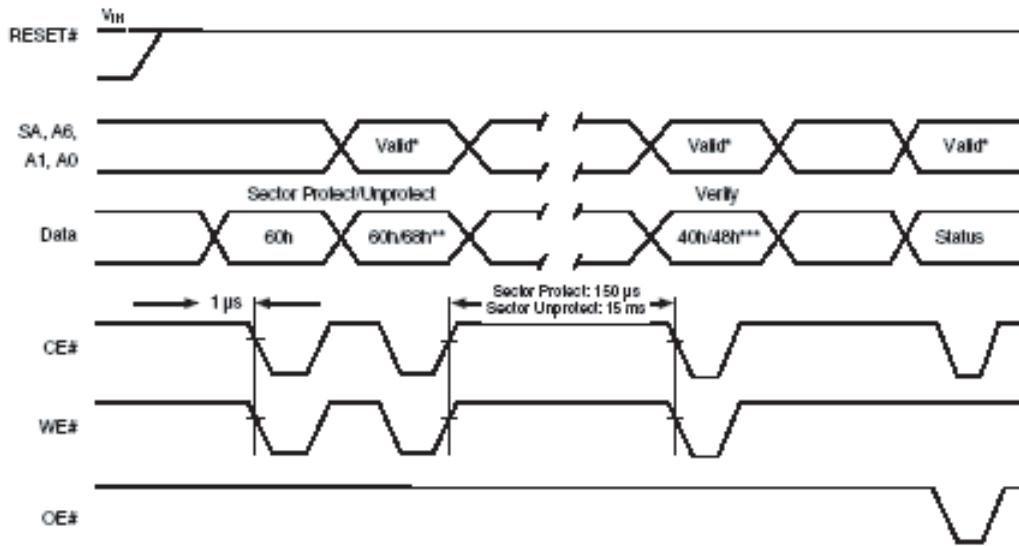 VIH
RESET#
SA, A6,
A1, A0
Valid*
Valid*
Valid*
Sector Protect/Unprotect
Verify
Data
60h
60h/68h**
40h/48h***
Status
1 µs
Sector Protect: 150 µs
Sector Unprotect: 15 ms
CE#
WE#
OE#